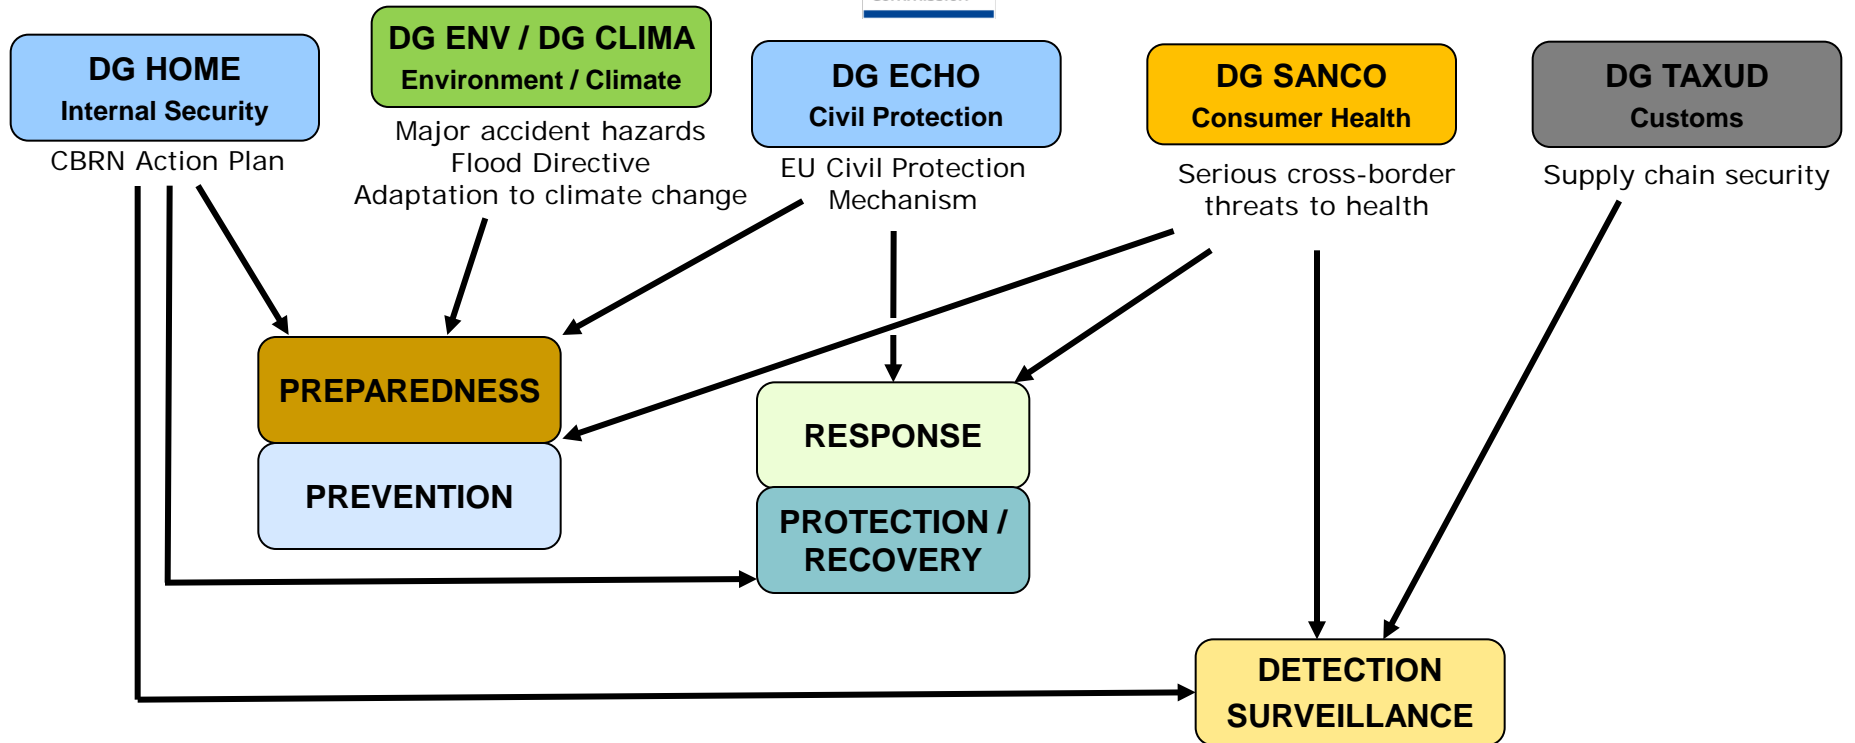 DG HOME
Internal Security
CBRN Action Plan
DG ENV / DG CLIMA
Environment / Climate
Major accident hazards
Flood Directive
Adaptation to climate change
DG ECHO
Civil Protection
EU Civil Protection
Mechanism
DG SANCO
Consumer Health
Serious cross-border
threats to health
DG TAXUD
Customs
Supply chain security
PREPAREDNESS
PREVENTION
RESPONSE
PROTECTION /
RECOVERY
DETECTION
SURVEILLANCE